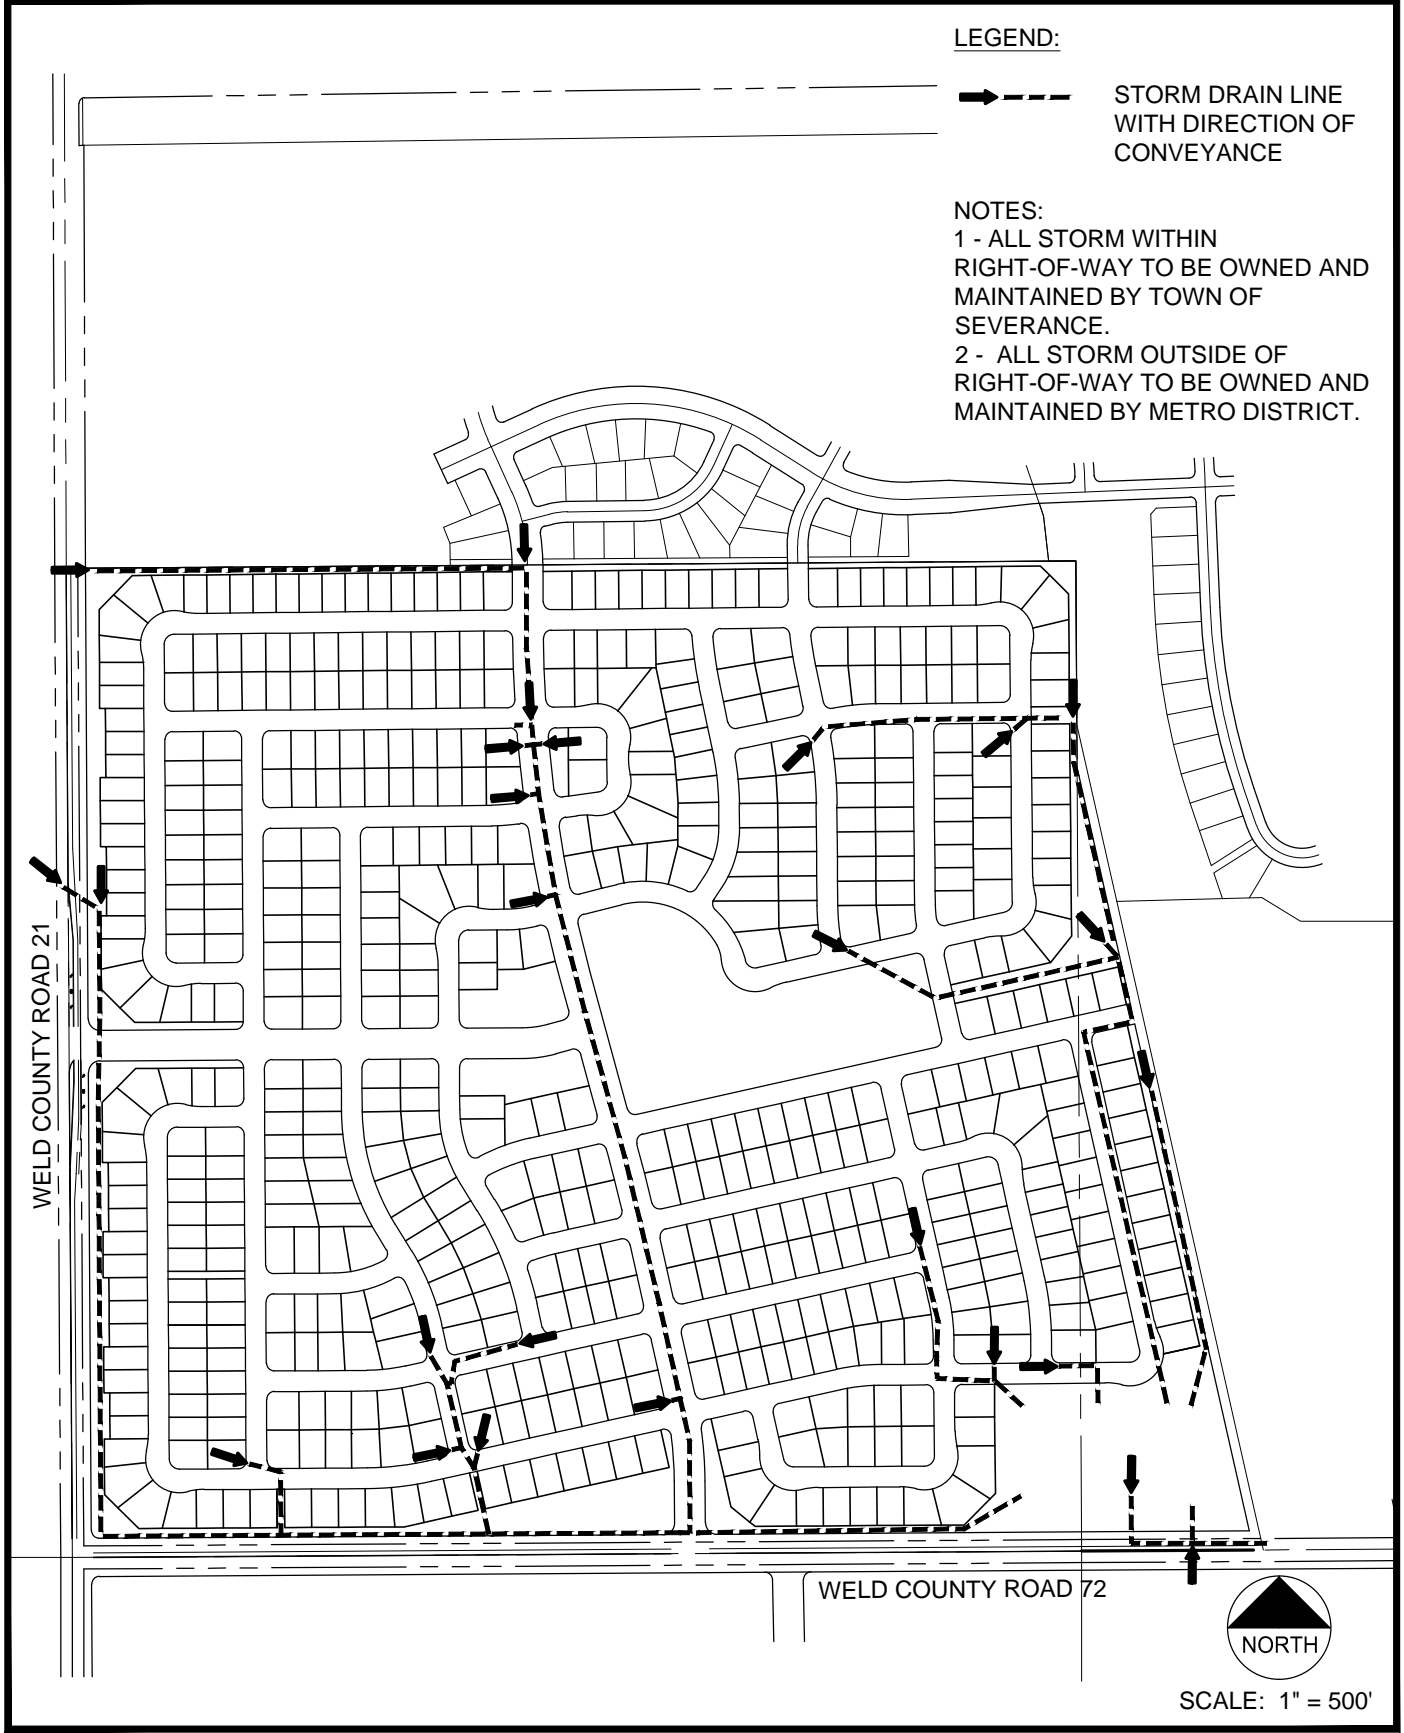 LEGEND:
STORM DRAIN LINE
WITH DIRECTION OF
CONVEYANCE
NOTES:
1 - ALL STORM WITHIN
RIGHT-OF-WAY TO BE OWNED AND
MAINTAINED BY TOWN OF
SEVERANCE.
2 - ALL STORM OUTSIDE OF
RIGHT-OF-WAY TO BE OWNED AND
MAINTAINED BY METRO DISTRICT.
WELD COUNTY ROAD 21
WELD COUNTY ROAD 72
NORTH
SCALE: 1" = 500'